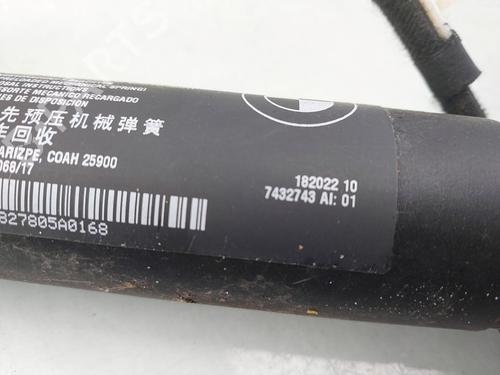 SPRING)
INSTRUCTIONS
ESORTE MECANICO RECARGADO
ES DE DISPOSICION
先预压机械弹簧
回收
ARIZPE, COAH 25900
068/17
182022 10
7432743 AI: 01
827805A0168